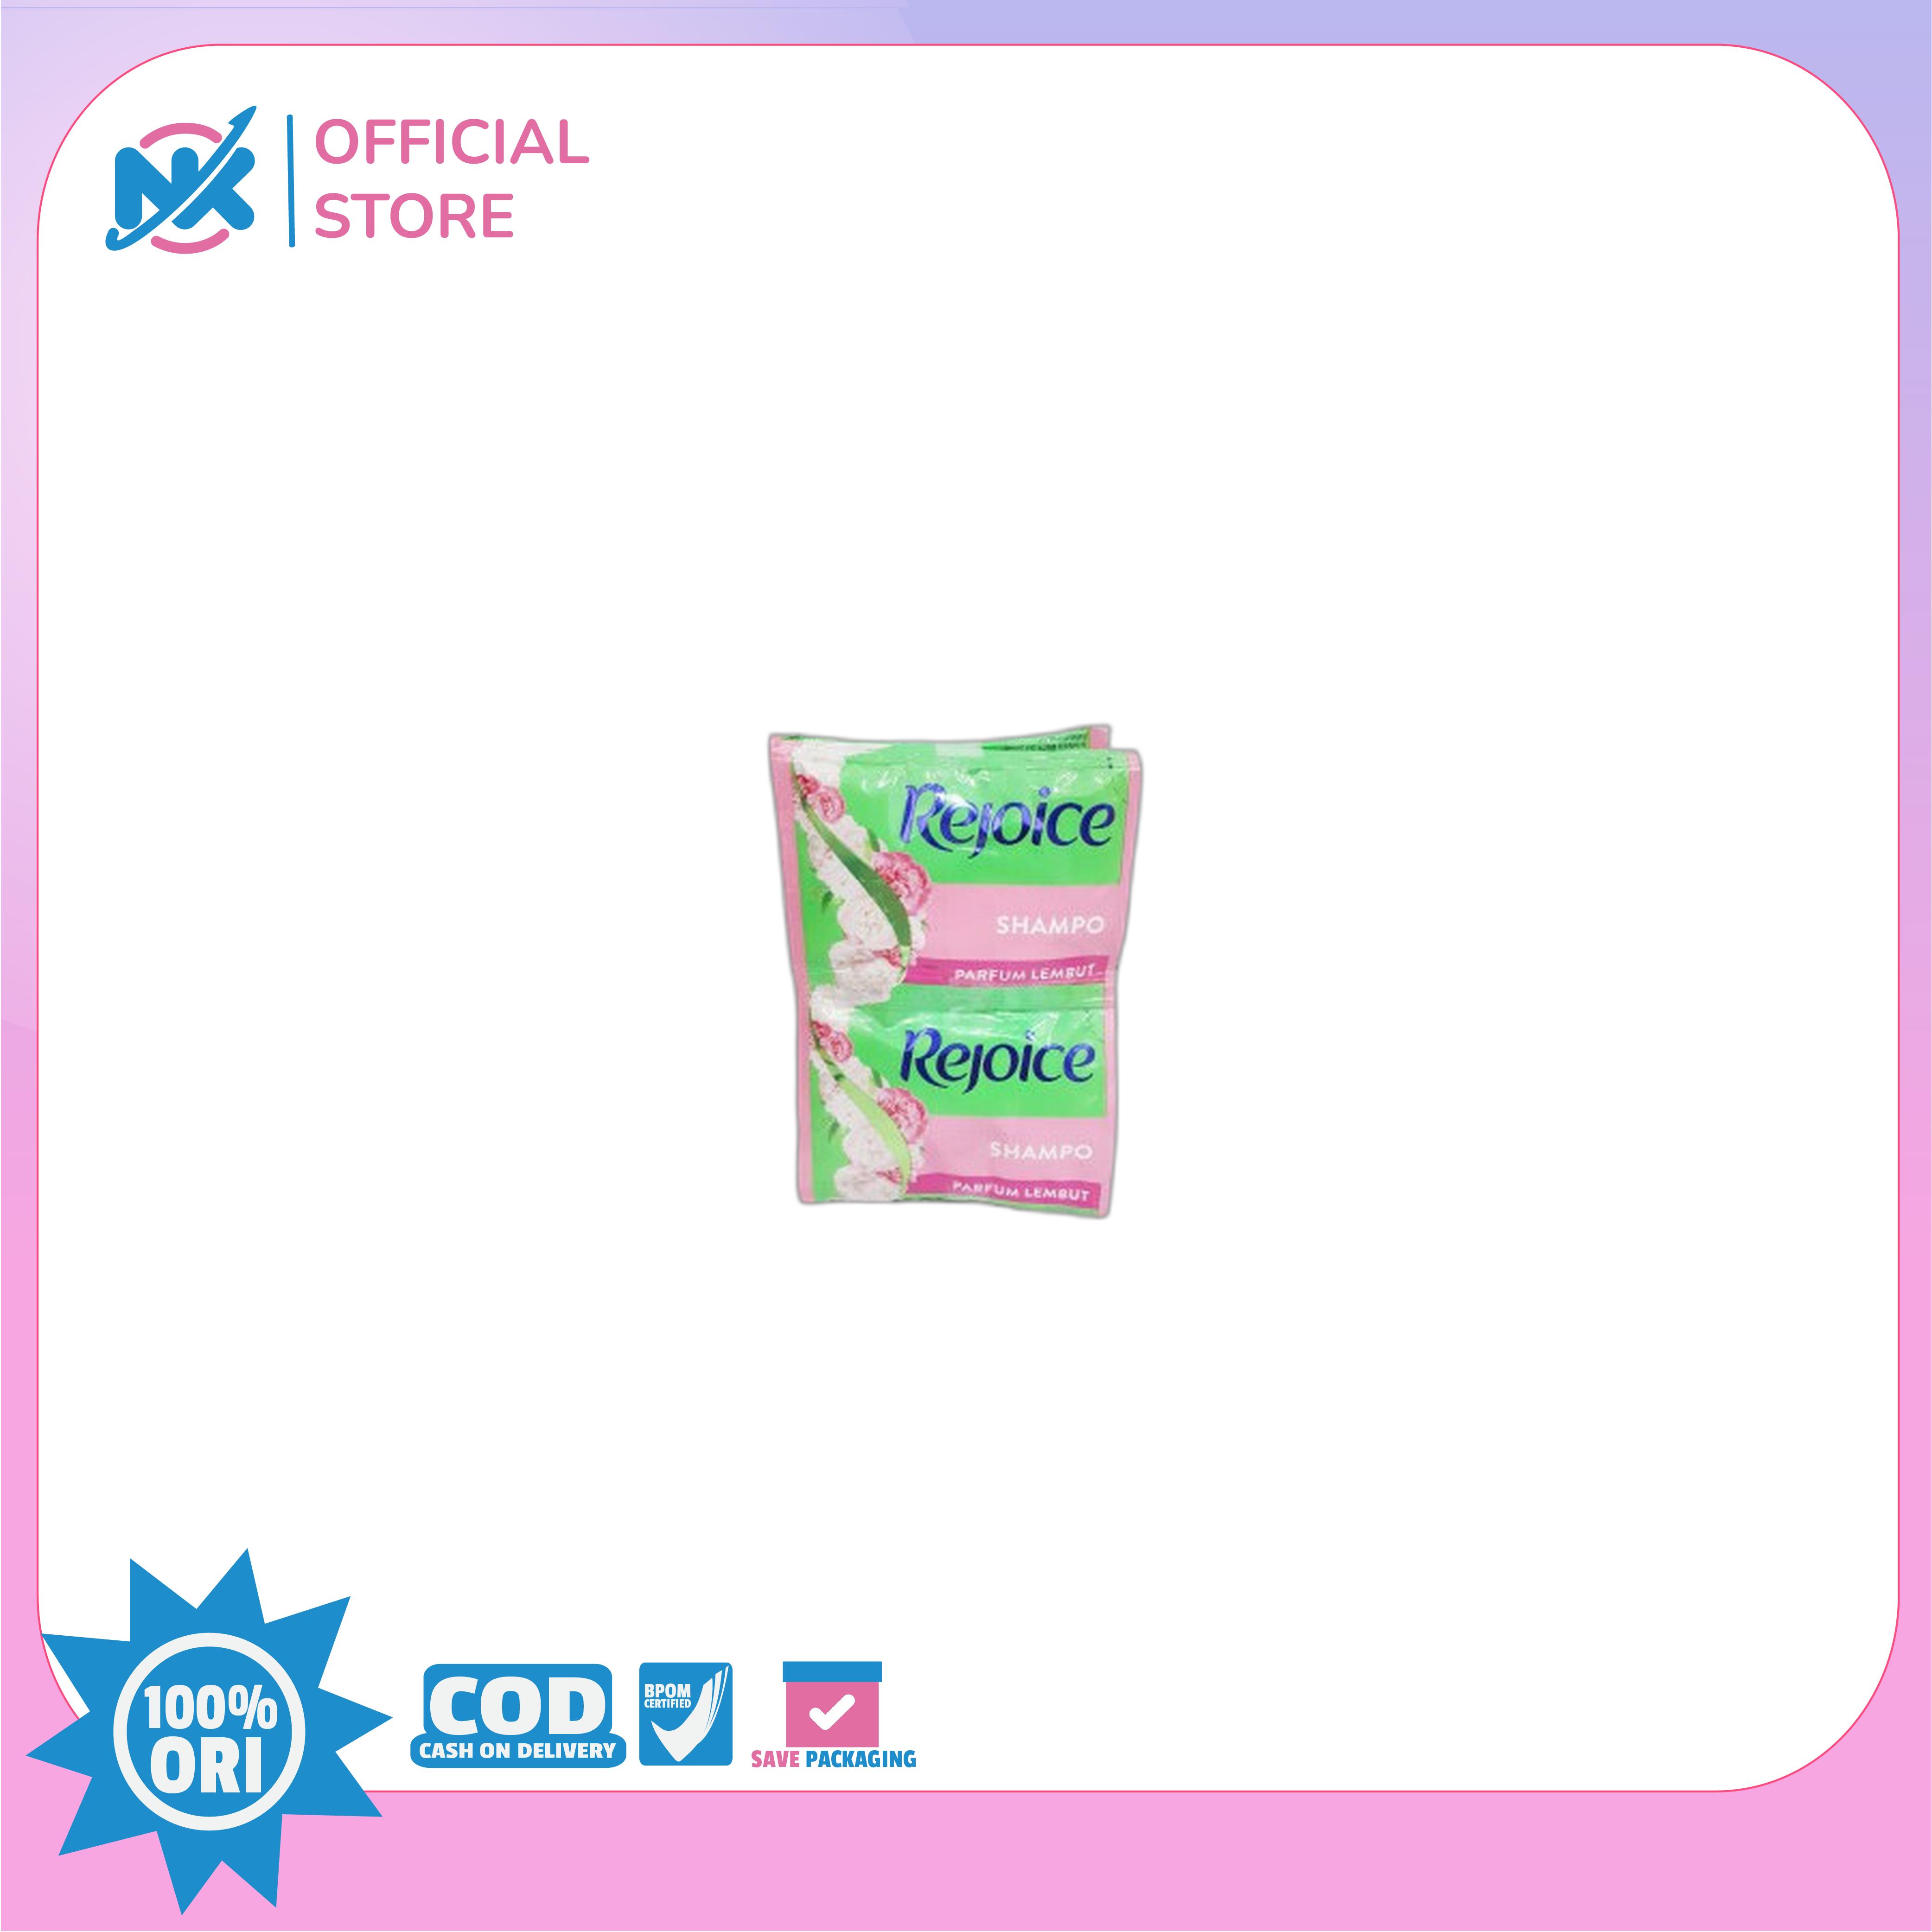 NK
OFFICIAL
STORE
Rejoice
SHAMPO
PARFUM LEMBUT
Rejoice
SHAMPO
PARFUM LEMBUT
100%
ORI
COD
CASH ON DELIVERY
BPOM
CERTIFIED
SAVE PACKAGING